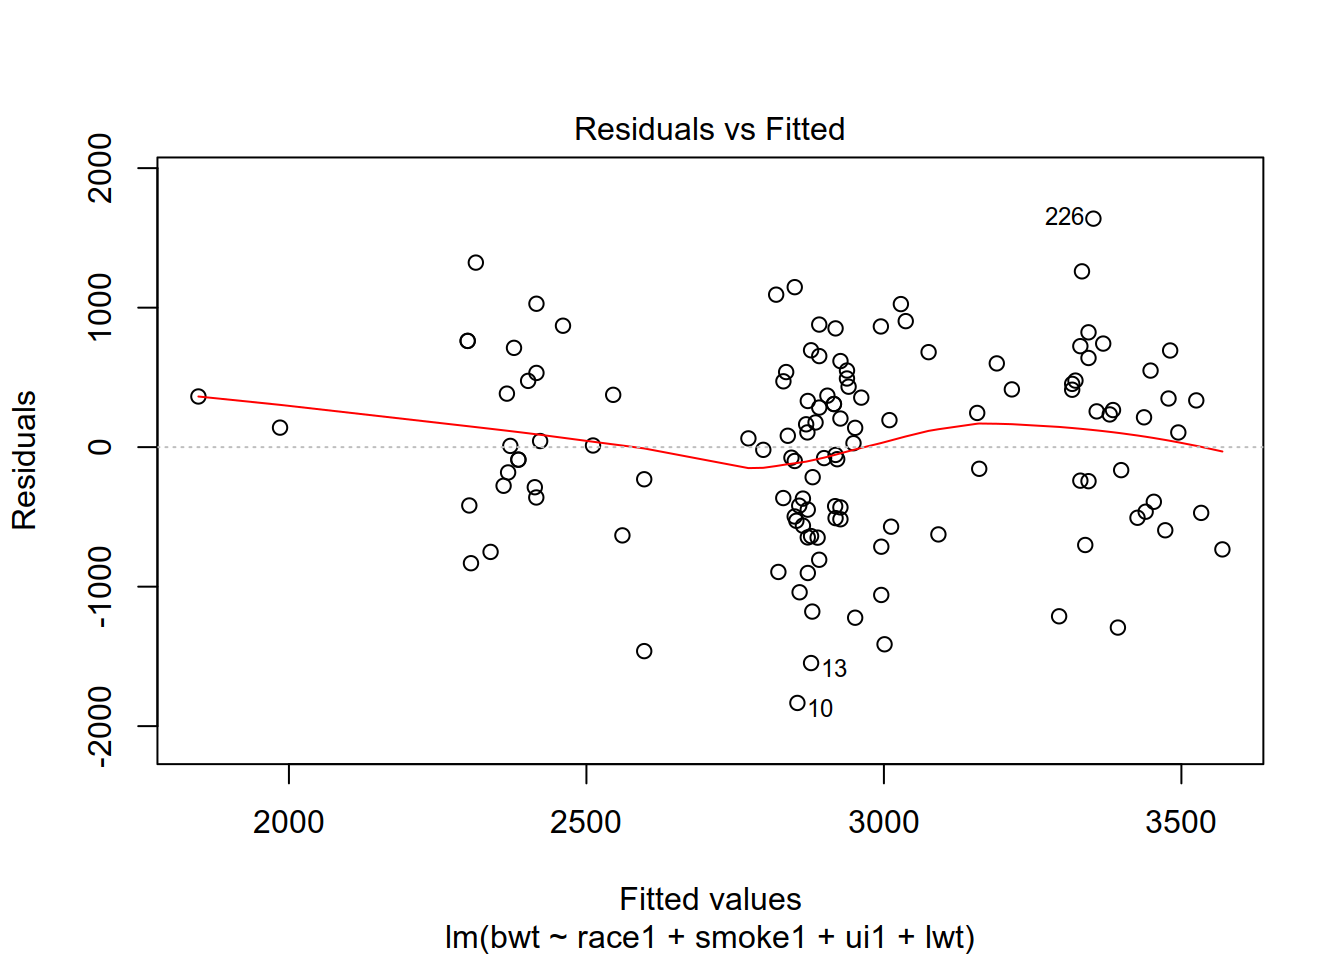 Residuals vs Fitted
Residuals
2000
1000
0
-1000
-2000
226
13
10
2000 2500 3000 3500
Fitted values
lm(bwt ~ race1 + smoke1 + ui1 + lwt)